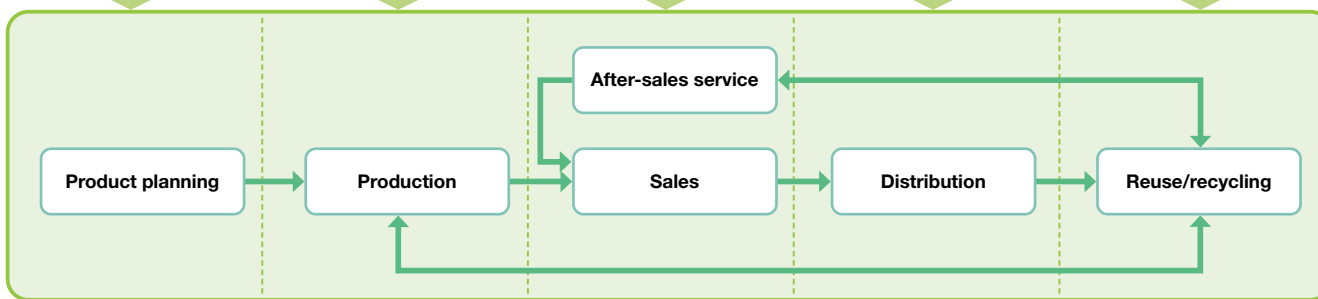 After-sales service
Product planning
Production
Sales
Distribution
Reuse/recycling